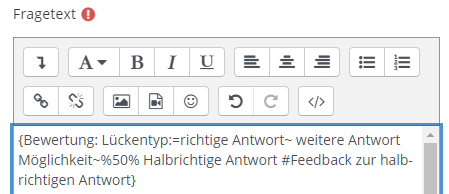 Fragetext
A B I U
{Bewertung: Lückentyp:=richtige Antwort~ weitere Antwort
Möglichkeit~%50% Halbrichtige Antwort #Feedback zur halb-
richtigen Antwort}